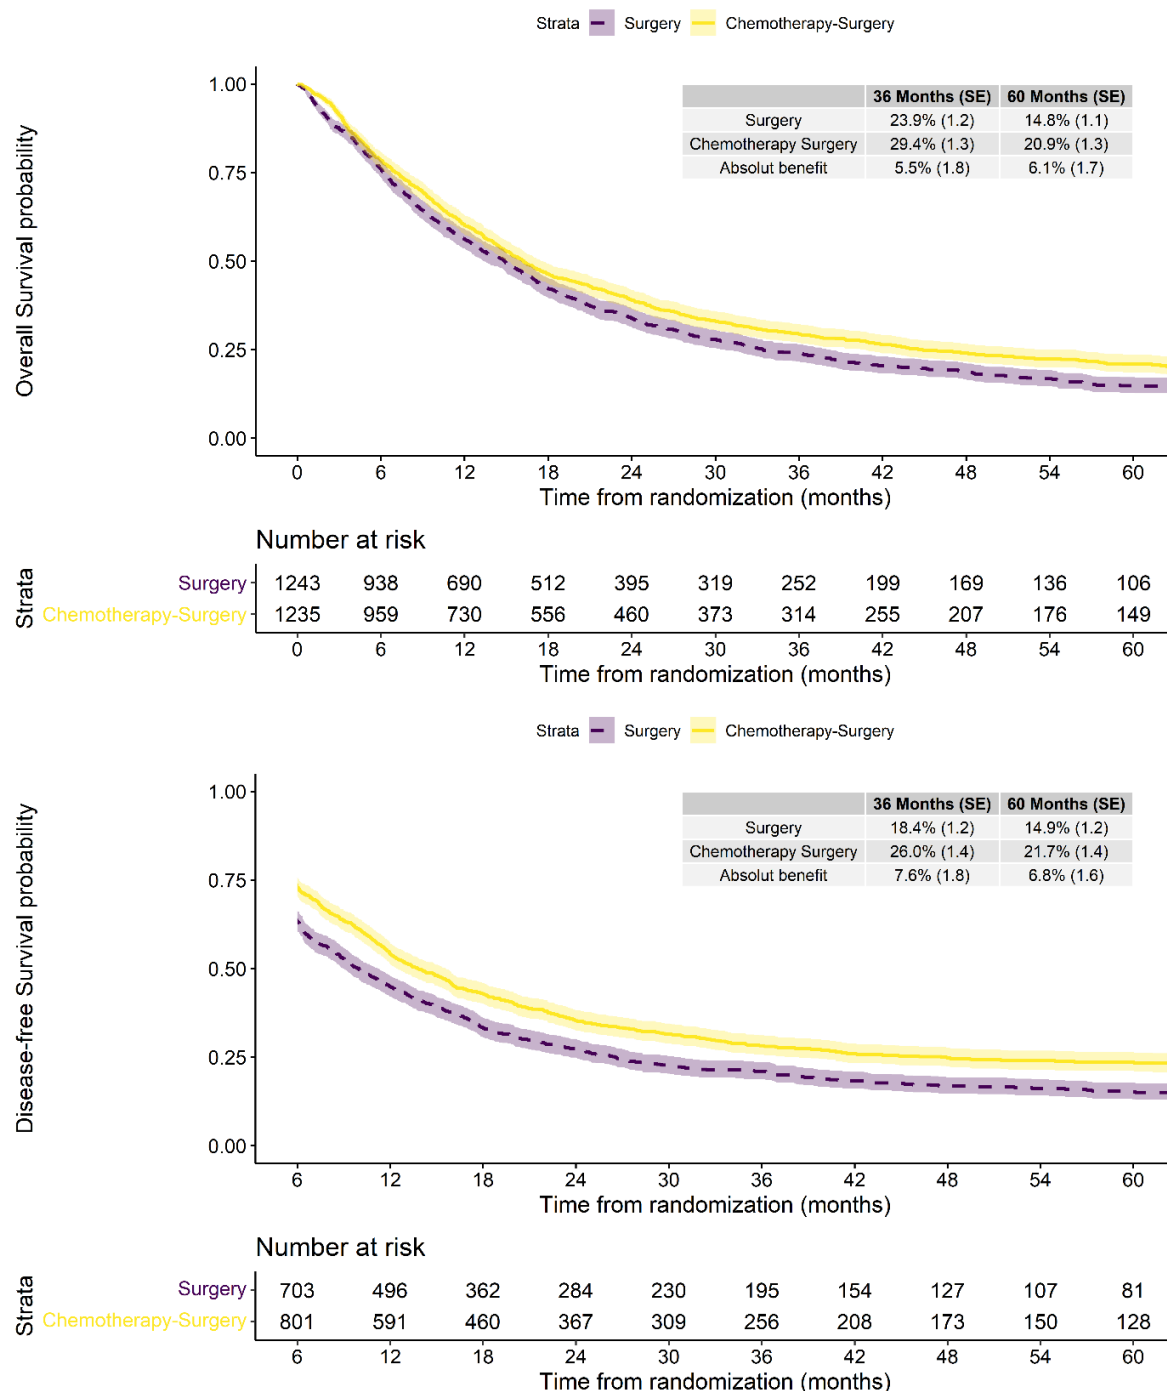 Strata Surgery Chemotherapy-Surgery
Overall Survival probability
1.00
0.75
0.50
0.25
0.00
36 Months (SE) 60 Months (SE)
Surgery 23.9% (1.2) 14.8% (1.1)
Chemotherapy Surgery 29.4% (1.3) 20.9% (1.3)
Absolut benefit 5.5% (1.8) 6.1% (1.7)
0 6 12 18 24 30 36 42 48 54 60
Time from randomization (months)
Number at risk
Strata
Surgery 1243 938 690 512 395 319 252 199 169 136 106
Chemotherapy-Surgery 1235 959 730 556 460 373 314 255 207 176 149
0 6 12 18 24 30 36 42 48 54 60
Time from randomization (months)
Strata Surgery Chemotherapy-Surgery
Disease-free Survival probability
1.00
0.75
0.50
0.25
0.00
36 Months (SE) 60 Months (SE)
Surgery 18.4% (1.2) 14.9% (1.2)
Chemotherapy Surgery 26.0% (1.4) 21.7% (1.4)
Absolut benefit 7.6% (1.8) 6.8% (1.6)
6 12 18 24 30 36 42 48 54 60
Time from randomization (months)
Number at risk
Strata
Surgery 703 496 362 284 230 195 154 127 107 81
Chemotherapy-Surgery 801 591 460 367 309 256 208 173 150 128
6 12 18 24 30 36 42 48 54 60
Time from randomization (months)